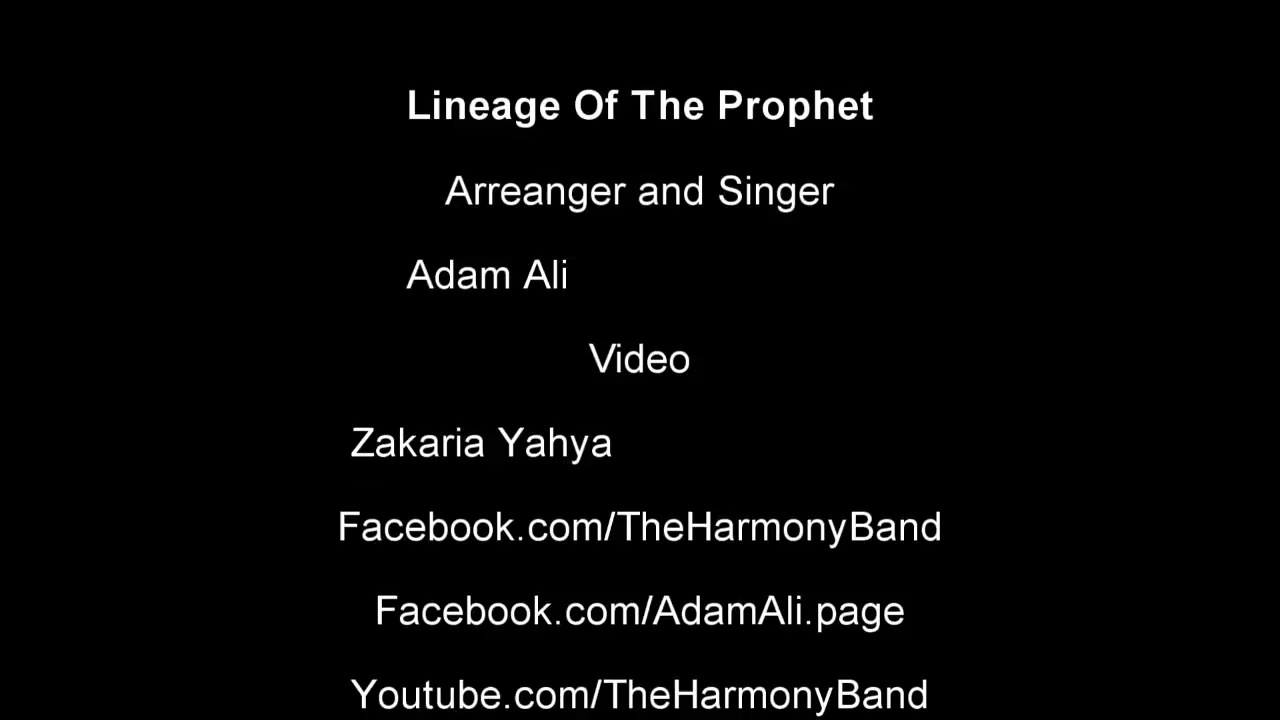 Lineage Of The Prophet
Arreanger and Singer
Adam Ali
Video
Zakaria Yahya
Facebook.com/TheHarmonyBand
Facebook.com/AdamAli.page
Youtube.com/TheHarmonyBand